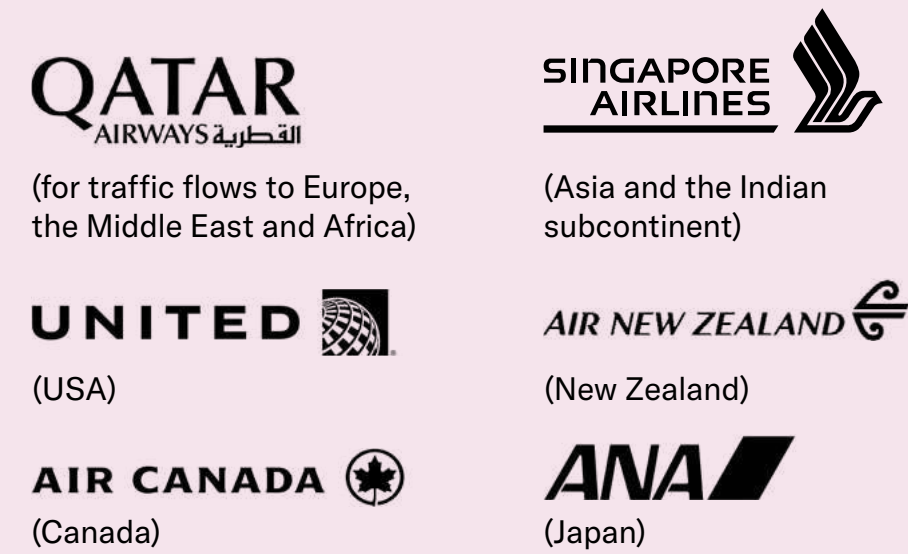 QATAR
AIRWAYS القطرية
(for traffic flows to Europe,
the Middle East and Africa)
SINGAPORE
AIRLINES
(Asia and the Indian
subcontinent)
UNITED
(USA)
AIR NEW ZEALAND
(New Zealand)
AIR CANADA
(Canada)
ANA
(Japan)